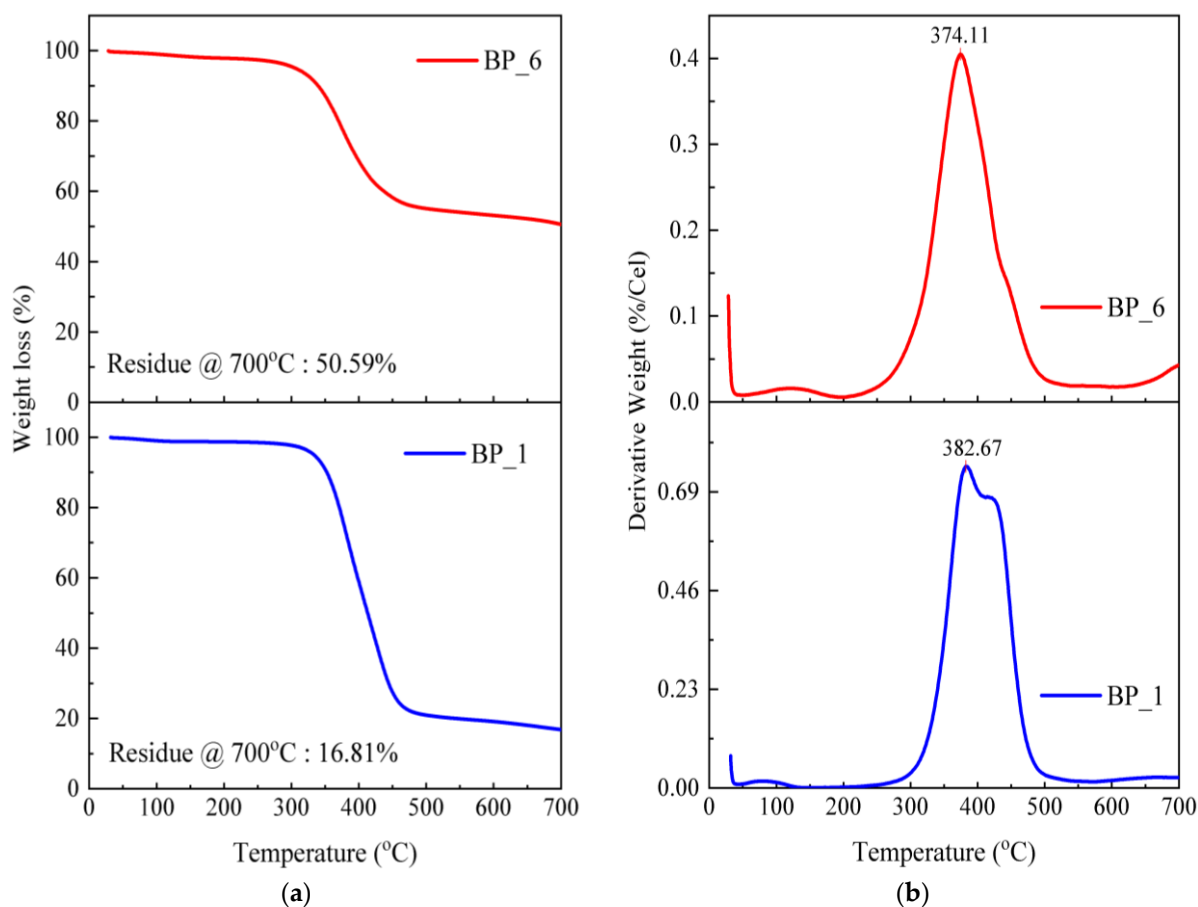 100
80
60
40
20
0
BP_6
Residue @ 700°C : 50.59%
100
80
60
40
20
0
BP_1
Residue @ 700°C : 16.81%
0 100 200 300 400 500 600 700
Weight loss (%)
Temperature (°C)
(a)
374.11
0.4
0.3
0.2
0.1
0.0
BP_6
382.67
0.69
0.46
0.23
0.00
BP_1
0 100 200 300 400 500 600 700
Derivative Weight (%/Cel)
Temperature (°C)
(b)